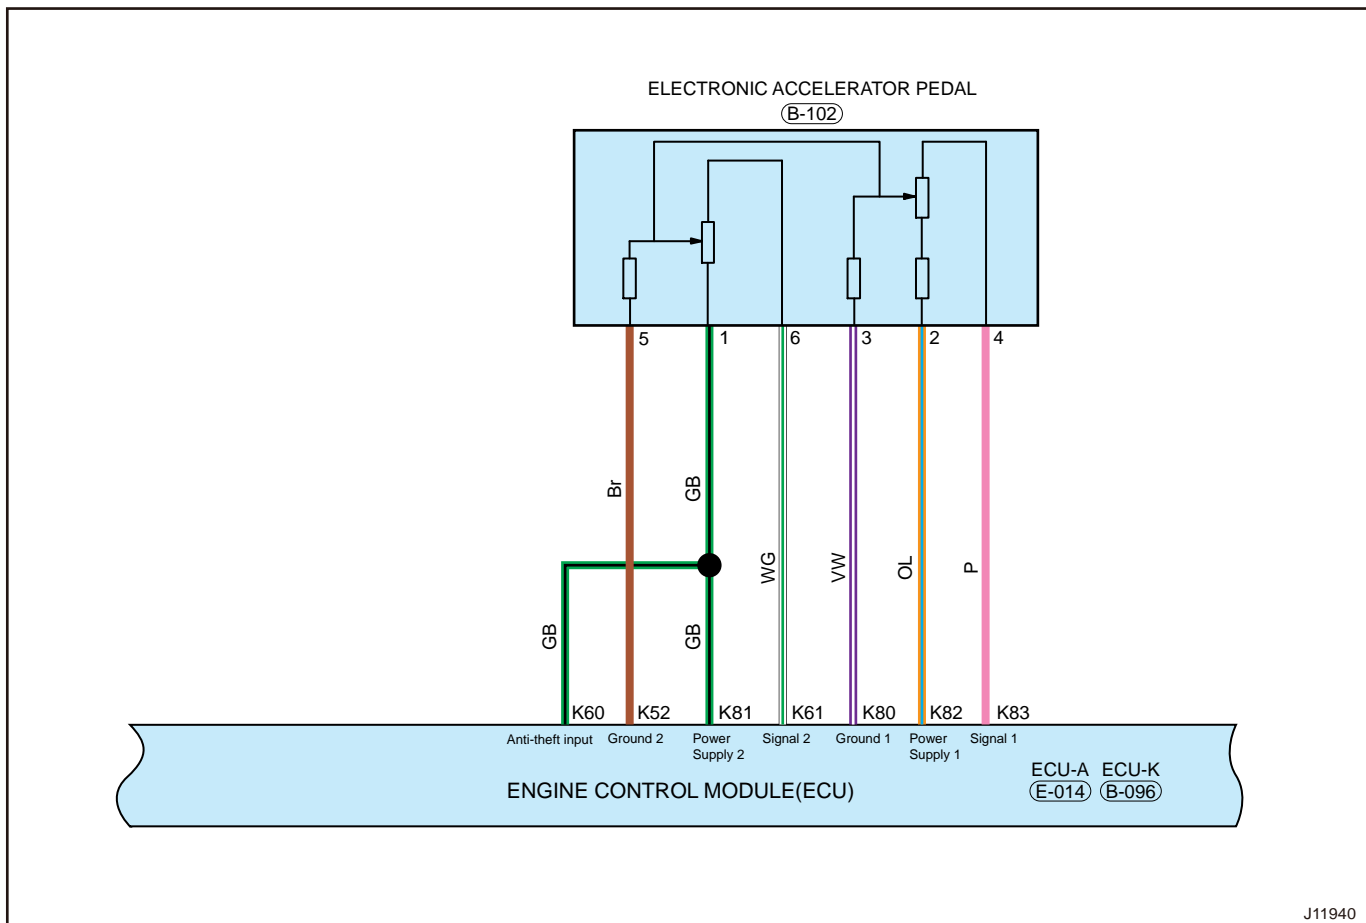 ELECTRONIC ACCELERATOR PEDAL
B-102
5 1 6 3 2 4
Br GB WG VW OL P
GB GB
K60 K52 K81 K61 K80 K82 K83
Anti-theft input Ground 2 Power Supply 2 Signal 2 Ground 1 Power Supply 1 Signal 1
ECU-A ECU-K
ENGINE CONTROL MODULE(ECU) E-014 B-096
J11940